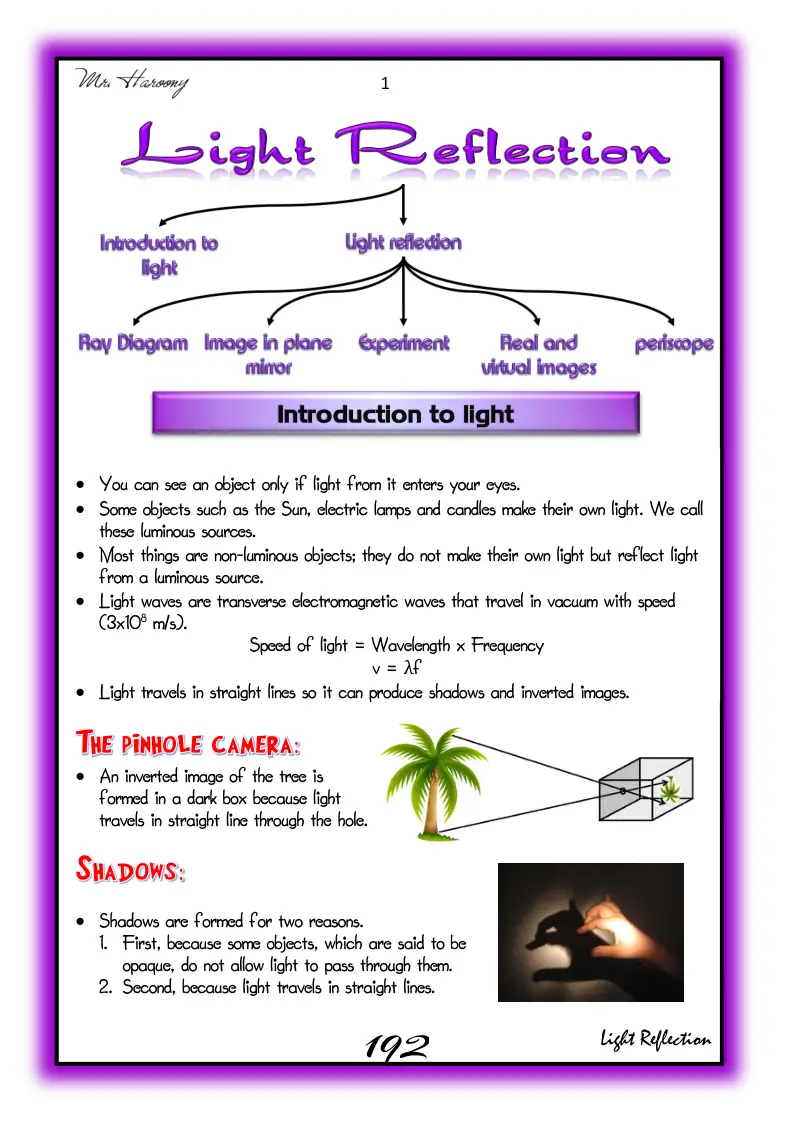 Mr. Haroony
1
Light Reflection
Introduction to
light
Light reflection
Ray Diagram
Image in plane
mirror
Experiment
Real and
virtual images
periscope
Introduction to light
• You can see an object only if light from it enters your eyes.
• Some objects such as the Sun, electric lamps and candles make their own light. We call
these luminous sources.
• Most things are non-luminous objects; they do not make their own light but reflect light
from a luminous source.
• Light waves are transverse electromagnetic waves that travel in vacuum with speed
(3x10⁸ m/s).
Speed of light = Wavelength x Frequency
v = λf
• Light travels in straight lines so it can produce shadows and inverted images.
The pinhole camera:
• An inverted image of the tree is
formed in a dark box because light
travels in straight line through the hole.
Shadows:
• Shadows are formed for two reasons.
1. First, because some objects, which are said to be
opaque, do not allow light to pass through them.
2. Second, because light travels in straight lines.
192
Light Reflection